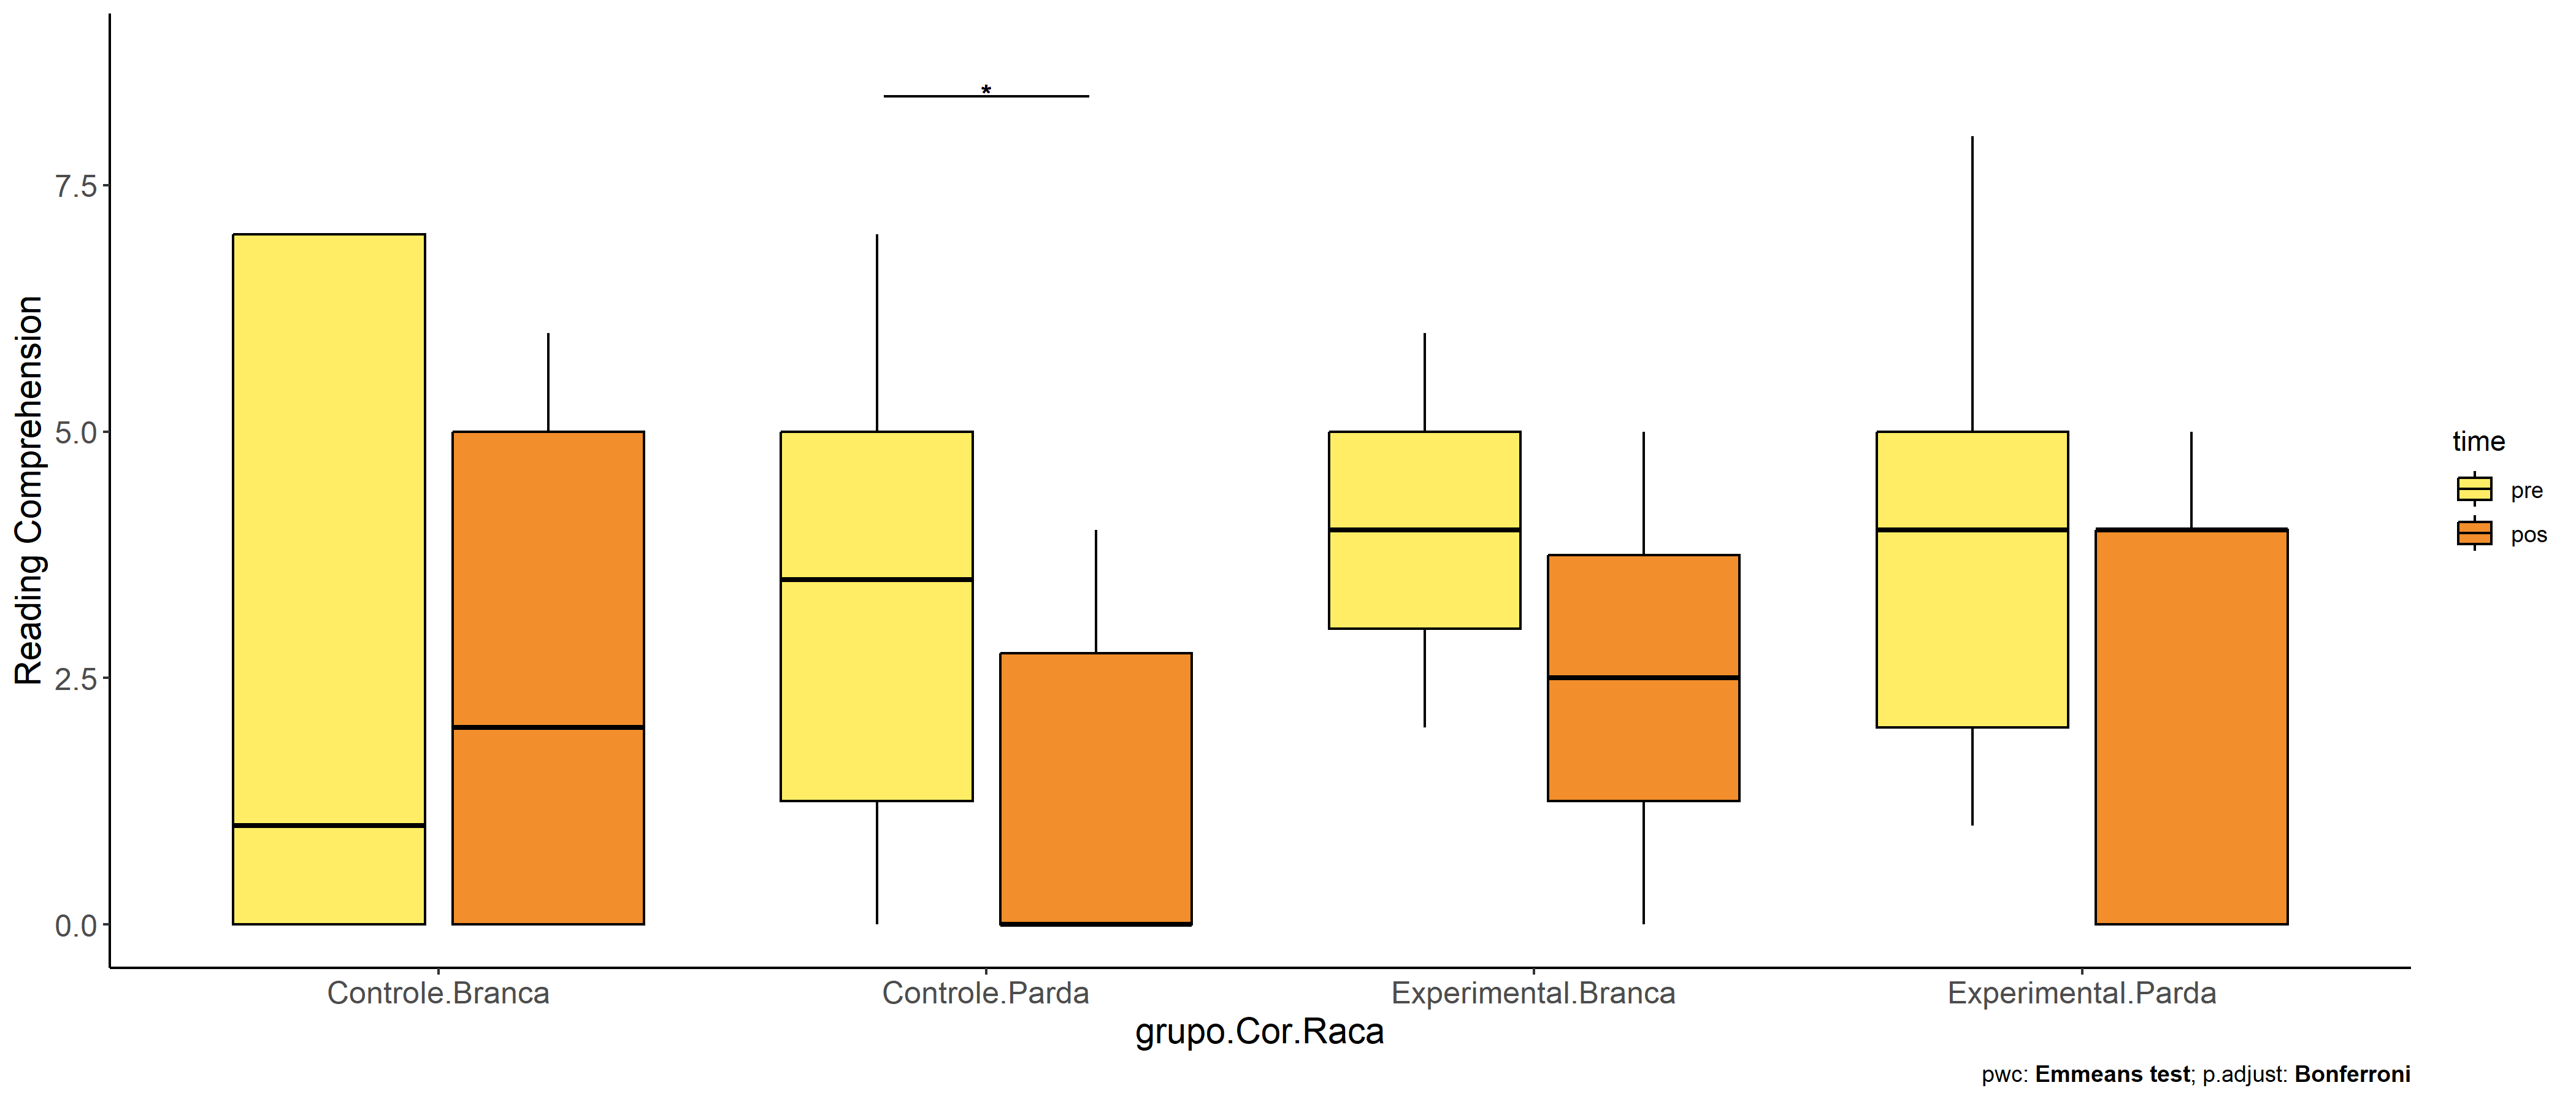 *
7.5
5.0
2.5
0.0
Reading Comprehension
Controle.Branca
Controle.Parda
Experimental.Branca
Experimental.Parda
grupo.Cor.Raca
time
pre
pos
pwc: Emmeans test; p.adjust: Bonferroni